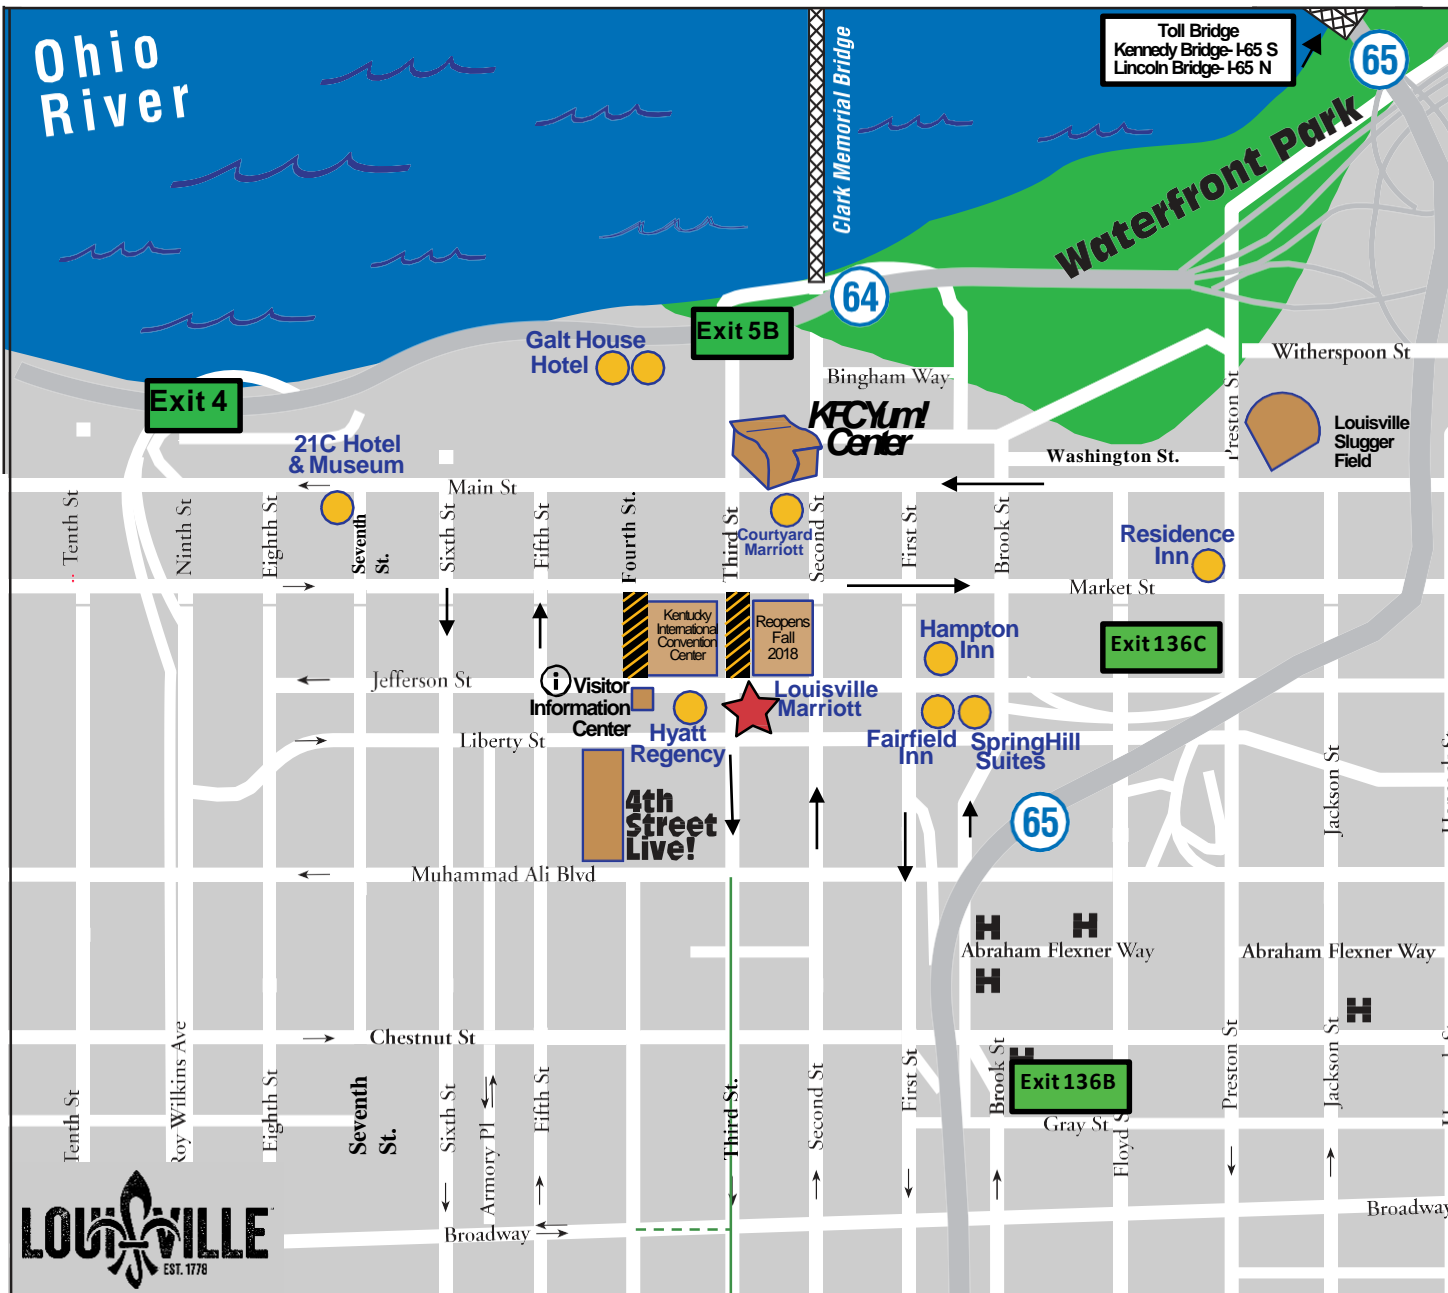 Ohio
River
Clark Memorial Bridge
Toll Bridge
Kennedy Bridge- I-65 S
Lincoln Bridge- I-65 N
65
Waterfront Park
64
Exit 5B
Galt House
Hotel
Exit 4
Witherspoon St
Bingham Way
Preston St
KFC Yum!
Center
Louisville
Slugger
Field
21C Hotel
& Museum
Washington St.
Main St
Tenth St
Ninth St
Eighth St
Seventh
St.
Sixth St
Fifth St
Fourth St.
Third St
Courtyard
Marriott
Second St
First St
Brook St
Residence
Inn
Market St
Kentucky
International
Convention
Center
Reopens
Fall
2018
Hampton
Inn
Exit 136C
Jefferson St
i
Visitor
Information
Center
Louisville
Marriott
Hyatt
Regency
Fairfield
Inn
SpringHill
Suites
Liberty St
4th
Street
Live!
65
Jackson St
Muhammad Ali Blvd
H
H
Abraham Flexner Way
Abraham Flexner Way
H
H
Chestnut St
H
Exit 136B
Tenth St
Roy Wilkins Ave
Eighth St
Seventh
St.
Sixth St
Armory Pl
Fifth St
Third St.
Second St
First St
Brook St
Gray St
Floyd S
Preston St
Jackson St
Broadway
Broadway
LOUISVILLE
EST. 1778